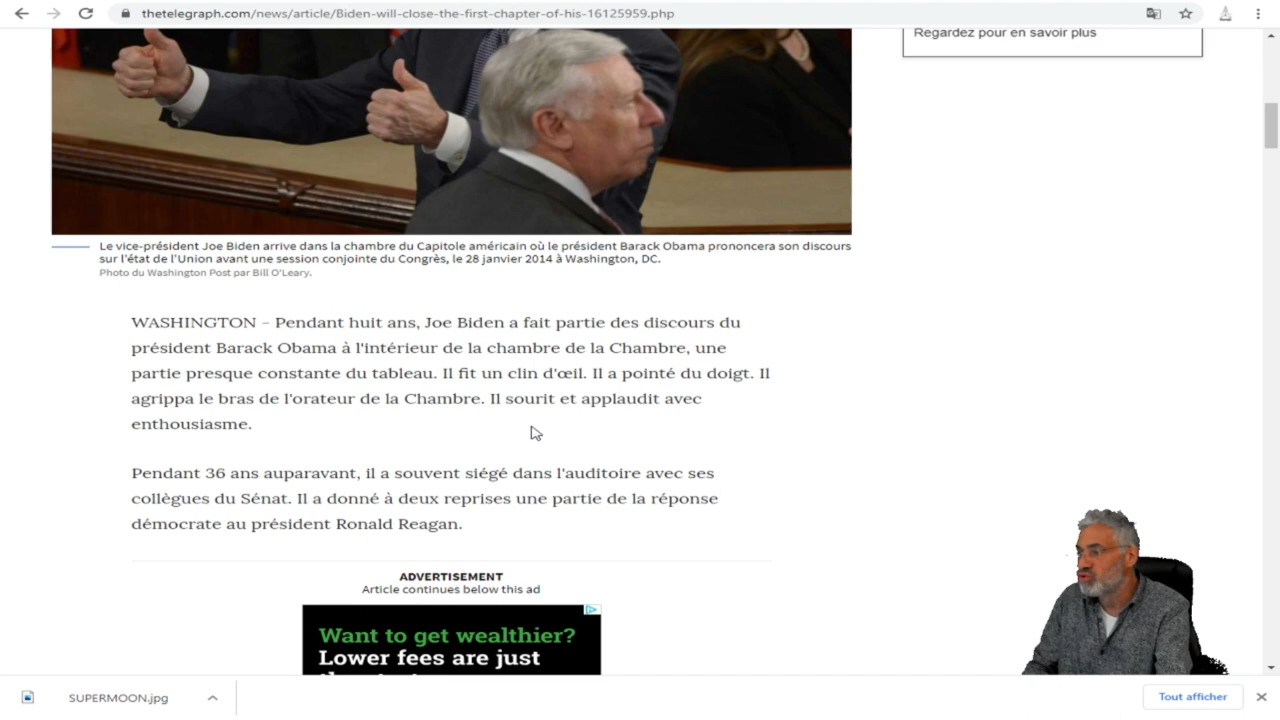 thetelegraph.com/news/article/Biden-will-close-the-first-chapter-of-his-16125959.php
Regardez pour en savoir plus
Le vice-président Joe Biden arrive dans la chambre du Capitole américain où le président Barack Obama prononcera son discours
sur l'état de l'Union avant une session conjointe du Congrès, le 28 janvier 2014 à Washington, DC.
Photo du Washington Post par Bill O'Leary.
WASHINGTON - Pendant huit ans, Joe Biden a fait partie des discours du
président Barack Obama à l'intérieur de la chambre de la Chambre, une
partie presque constante du tableau. Il fit un clin d'œil. Il a pointé du doigt. Il
agrippa le bras de l'orateur de la Chambre. Il sourit et applaudit avec
enthousiasme.
Pendant 36 ans auparavant, il a souvent siégé dans l'auditoire avec ses
collègues du Sénat. Il a donné à deux reprises une partie de la réponse
démocrate au président Ronald Reagan.
ADVERTISEMENT
Article continues below this ad
Want to get wealthier?
Lower fees are just
SUPERMOON.jpg
Tout afficher